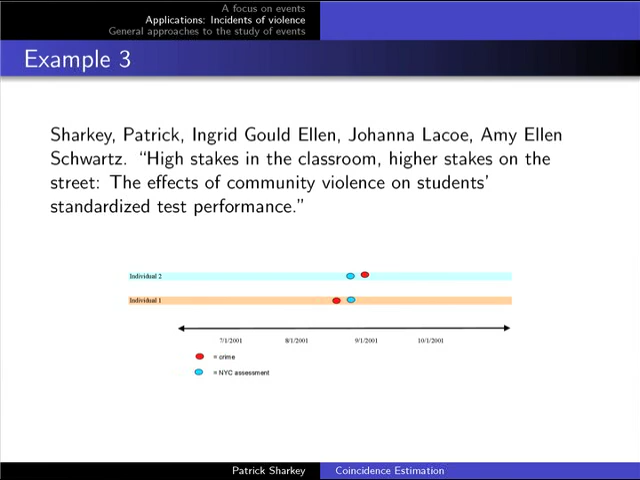 A focus on events
Applications: Incidents of violence
General approaches to the study of events
Example 3
Sharkey, Patrick, Ingrid Gould Ellen, Johanna Lacoe, Amy Ellen
Schwartz. “High stakes in the classroom, higher stakes on the
street: The effects of community violence on students’
standardized test performance.”
Individual 2
Individual 1
7/1/2001 8/1/2001 9/1/2001 10/1/2001
= crime
= NYC assessment
Patrick Sharkey Coincidence Estimation